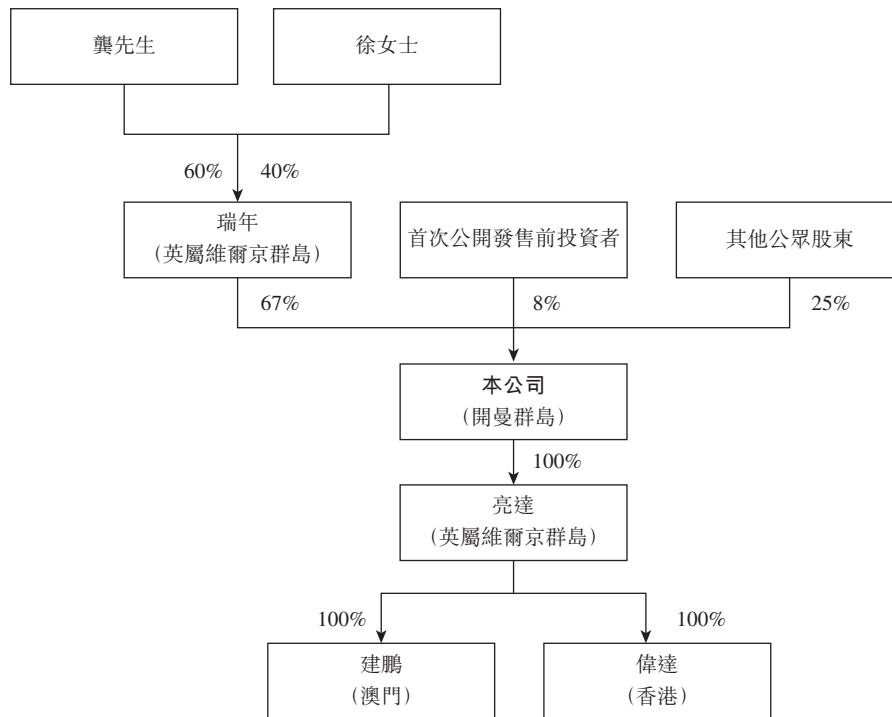 龔先生
徐女士
60%
40%
瑞年
(英屬維爾京群島)
首次公開發售前投資者
其他公眾股東
67%
8%
25%
本公司
(開曼群島)
100%
亮達
(英屬維爾京群島)
100%
100%
建鵬
(澳門)
偉達
(香港)